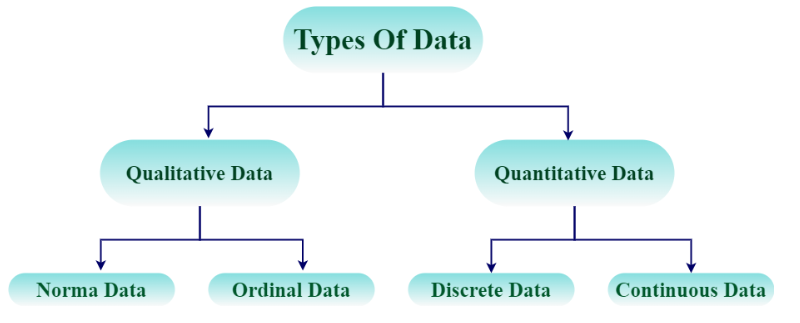 Types Of Data
Qualitative Data
Quantitative Data
Norma Data
Ordinal Data
Discrete Data
Continuous Data